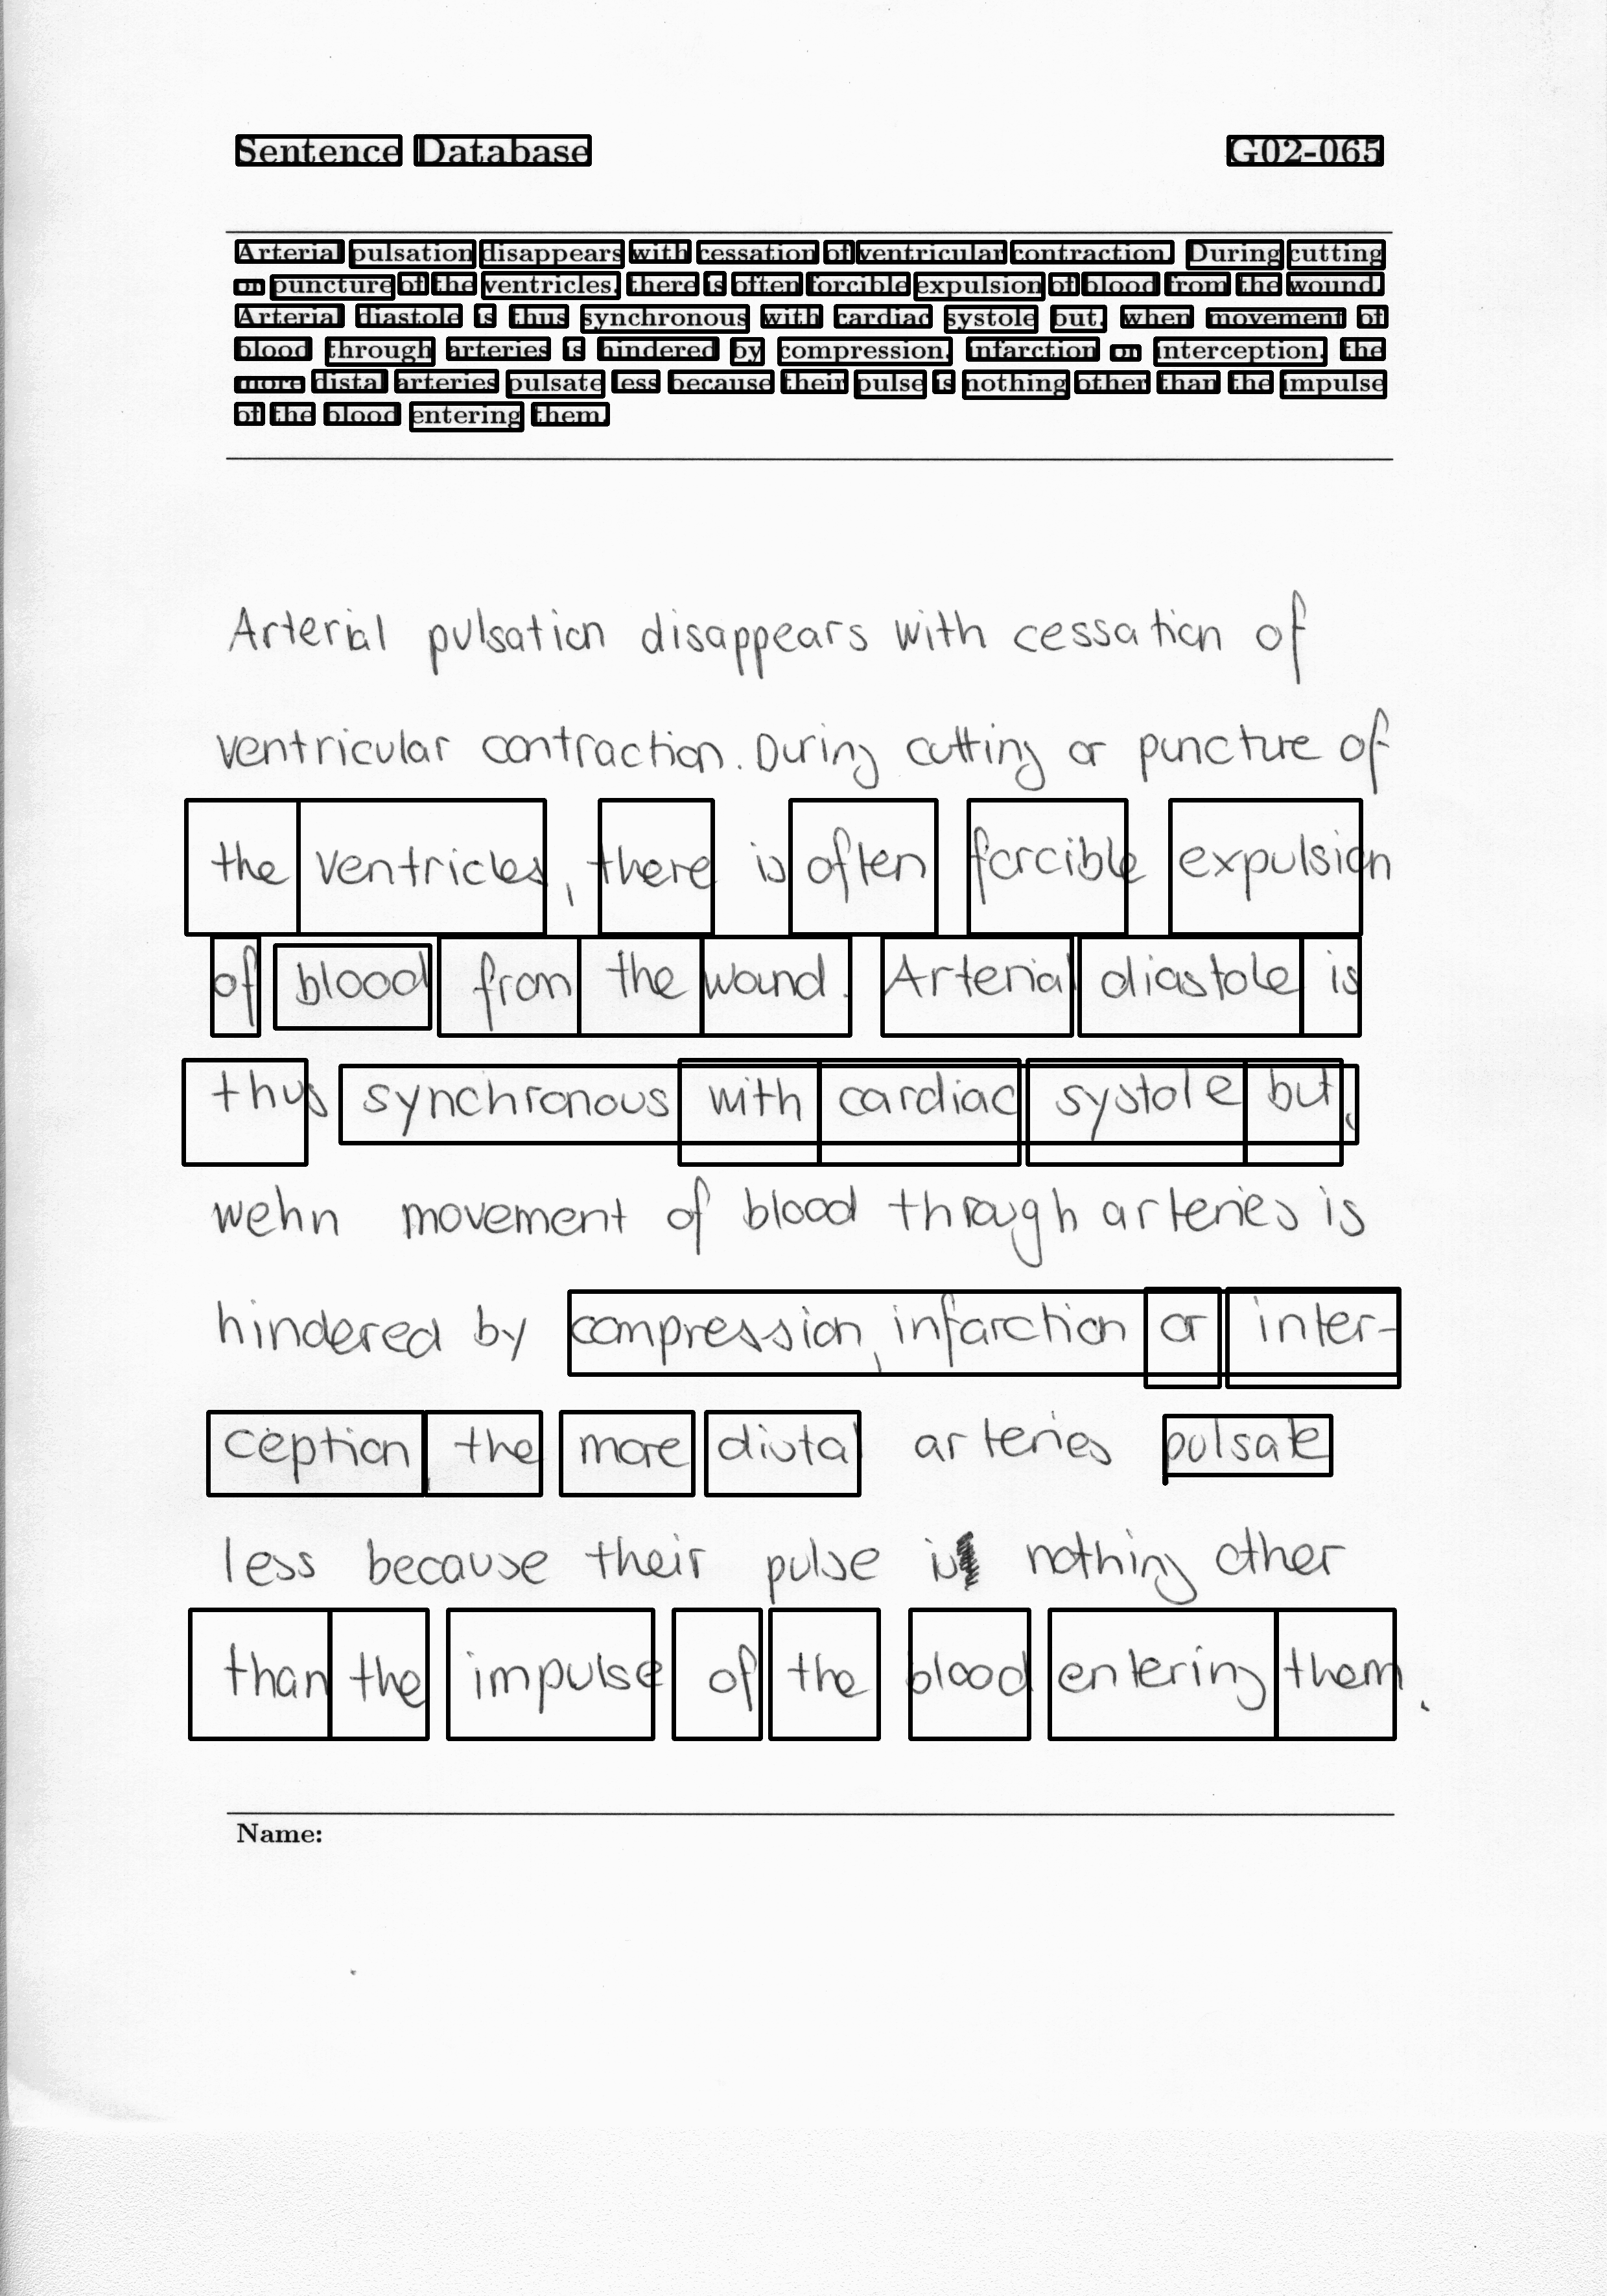 Sentence Database G02-065
Arterial pulsation disappears with cessation of ventricular contraction. During cutting
or puncture of the ventricles, there is often forcible expulsion of blood from the wound.
Arterial diastole is thus synchronous with cardiac systole but, when movement of
blood through arteries is hindered by compression, infarction or interception, the
more distal arteries pulsate less because their pulse is nothing other than the impulse
of the blood entering them.
Arterial pulsation disappears with cessation of
ventricular contraction. During cutting or puncture of
the ventricles, there is often forcible expulsion
of blood from the wound. Arterial diastole is
thus synchronous with cardiac systole but,
wehn movement of blood through arteries is
hindered by compression, infarction or inter-
ception, the more distal arteries pulsate
less because their pulse is nothing other
than the impulse of the blood entering them.
Name: